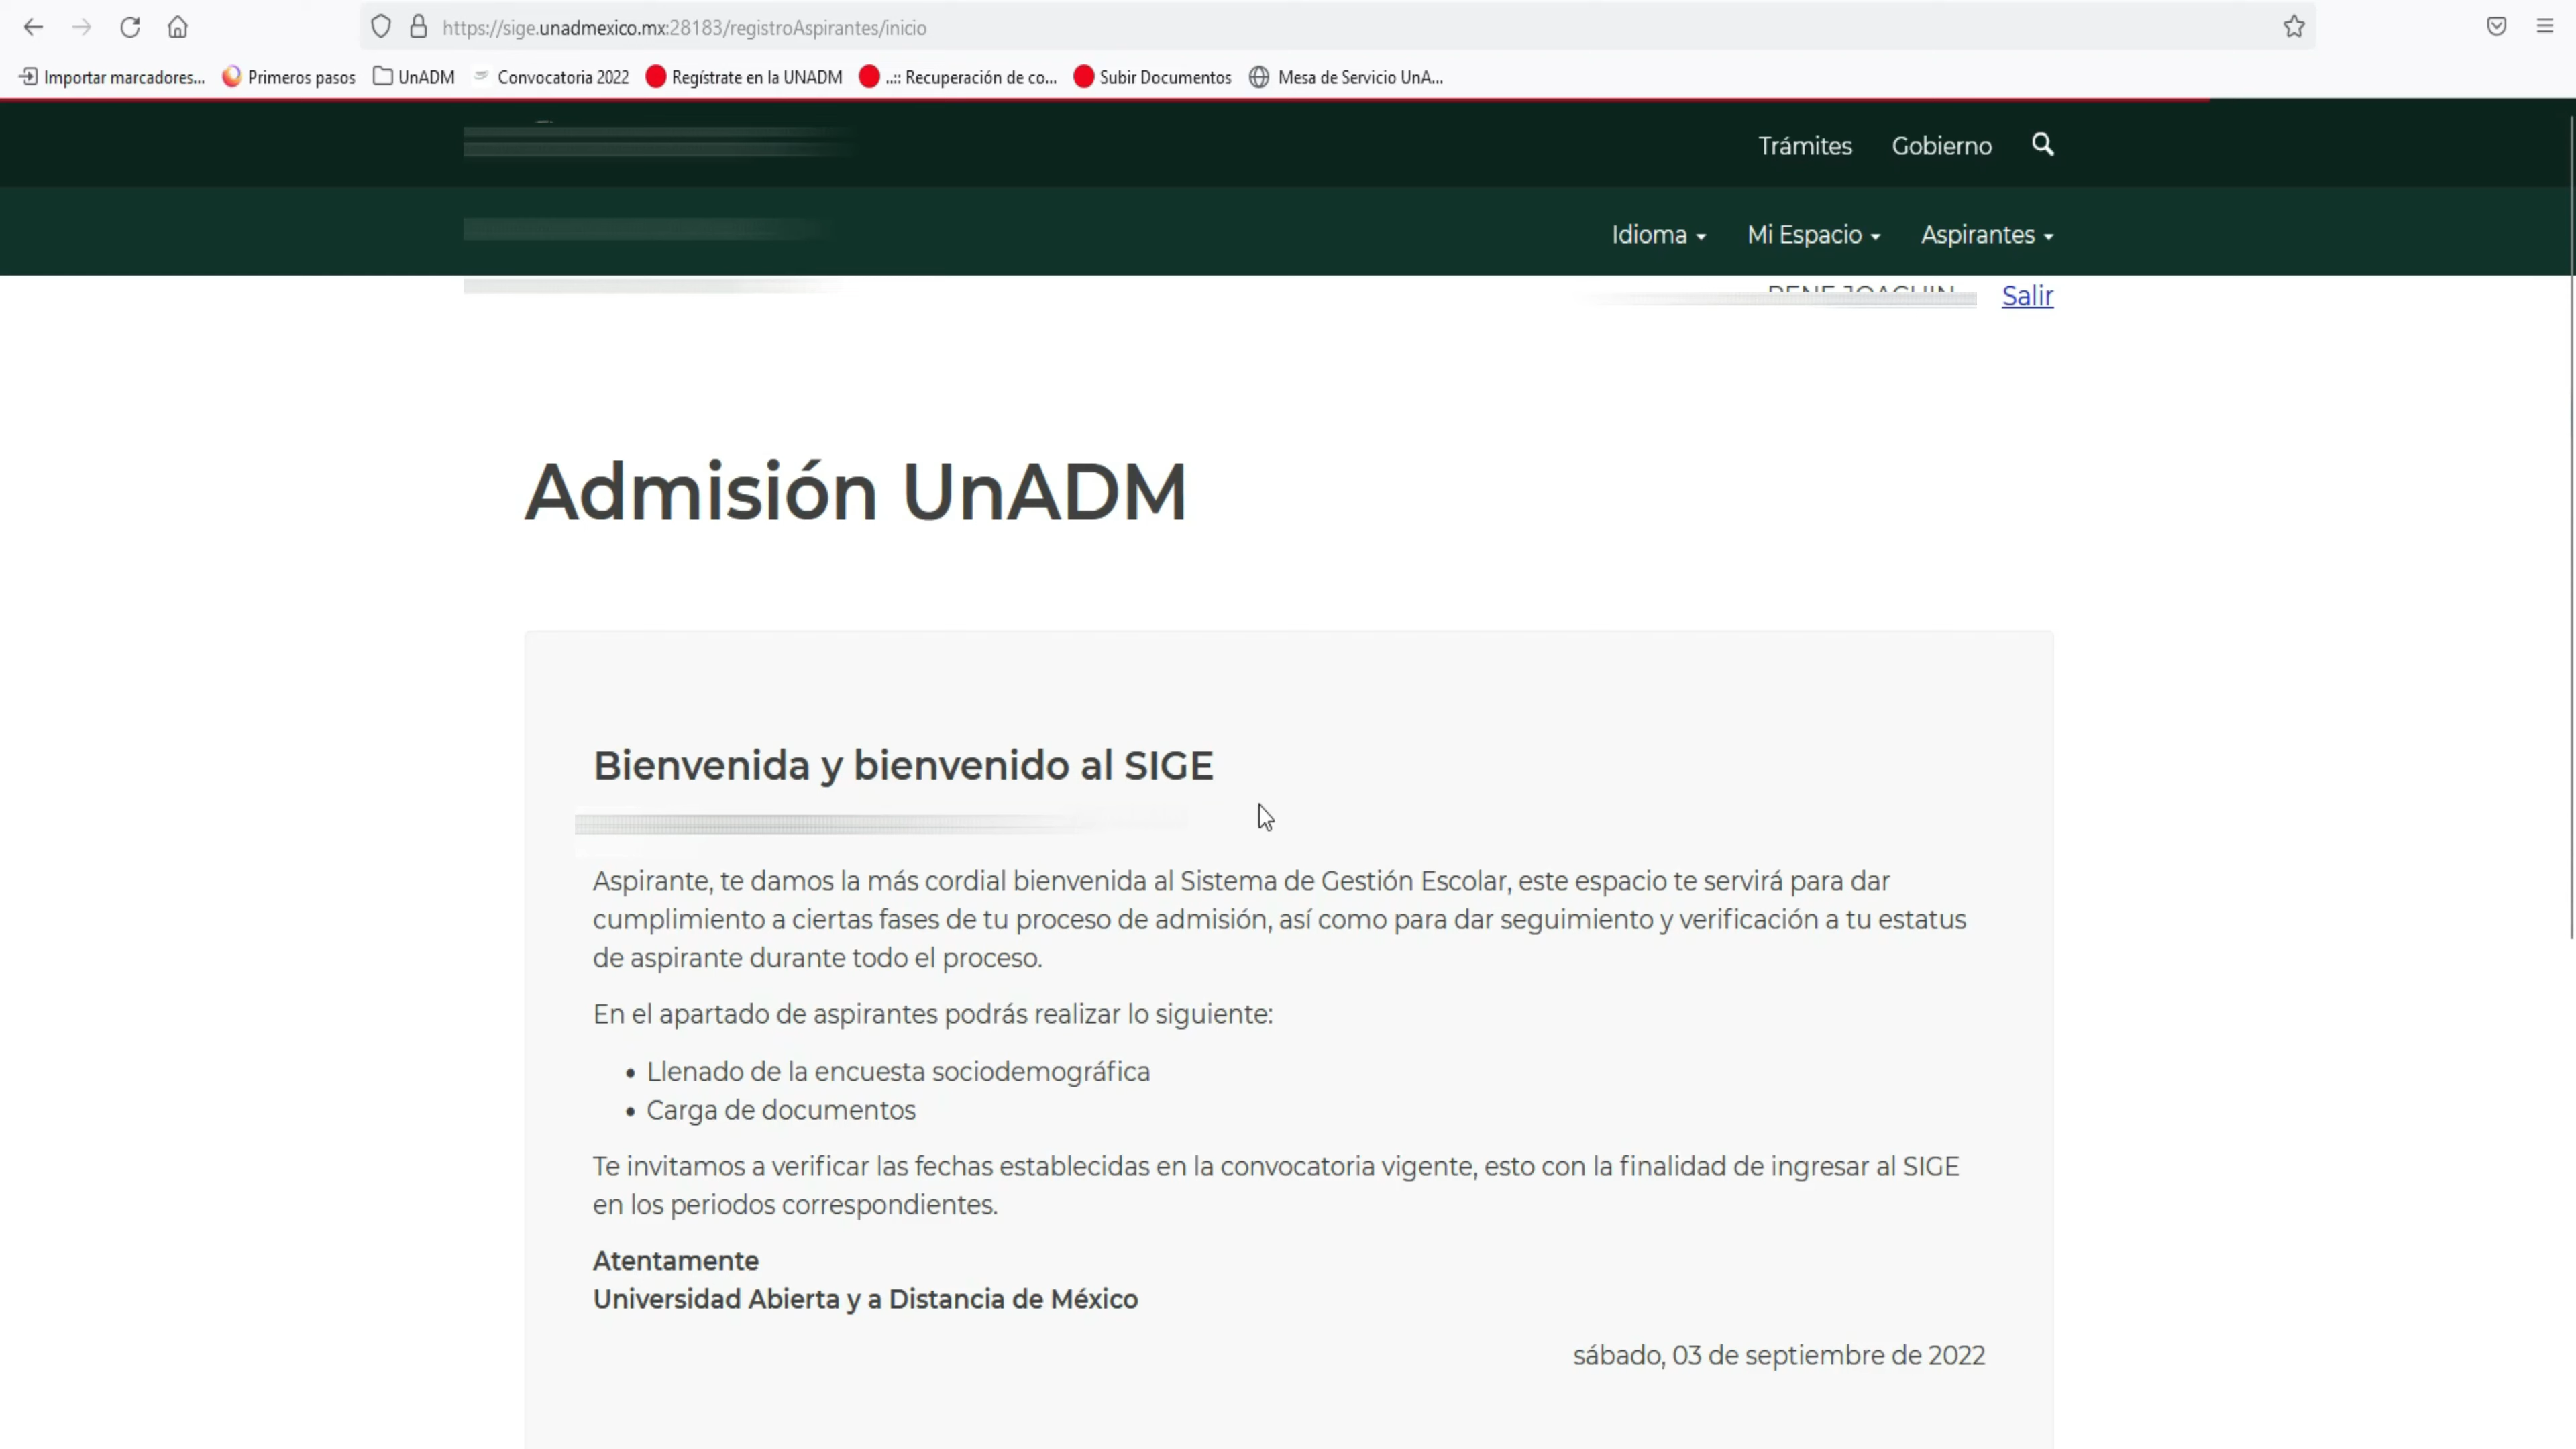 https://sige.unadmexico.mx:28183/registroAspirantes/inicio
Importar marcadores... Primeros pasos UnADM Convocatoria 2022 Regístrate en la UNADM ..:: Recuperación de co... Subir Documentos Mesa de Servicio UnA...
Trámites Gobierno
Idioma Mi Espacio Aspirantes
RENE JOAQUIN Salir
Admisión UnADM
Bienvenida y bienvenido al SIGE
Aspirante, te damos la más cordial bienvenida al Sistema de Gestión Escolar, este espacio te servirá para dar
cumplimiento a ciertas fases de tu proceso de admisión, así como para dar seguimiento y verificación a tu estatus
de aspirante durante todo el proceso.
En el apartado de aspirantes podrás realizar lo siguiente:
• Llenado de la encuesta sociodemográfica
• Carga de documentos
Te invitamos a verificar las fechas establecidas en la convocatoria vigente, esto con la finalidad de ingresar al SIGE
en los periodos correspondientes.
Atentamente
Universidad Abierta y a Distancia de México
sábado, 03 de septiembre de 2022